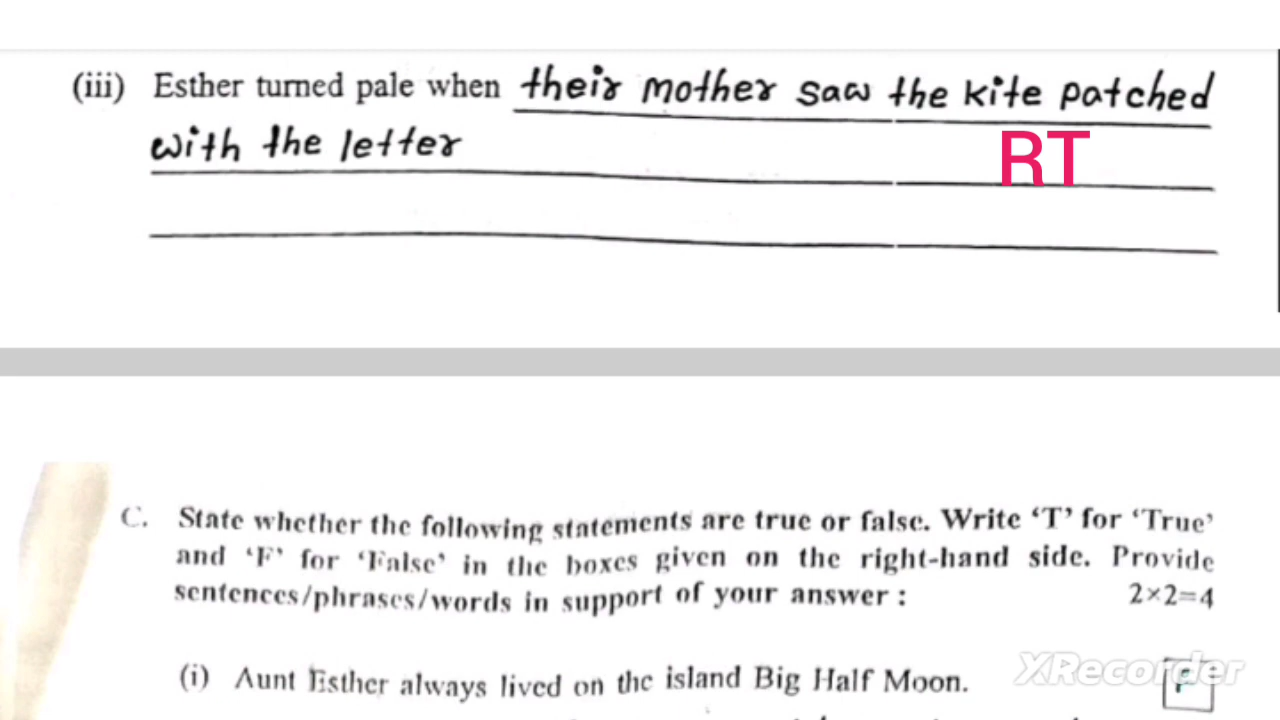 (iii) Esther turned pale when their mother saw the kite patched
with the letter
RT
C. State whether the following statements are true or false. Write ‘T’ for ‘True’
and ‘F’ for ‘False’ in the boxes given on the right-hand side. Provide
sentences/phrases/words in support of your answer :
2×2=4
(i) Aunt Esther always lived on the island Big Half Moon.
F
XRecorder